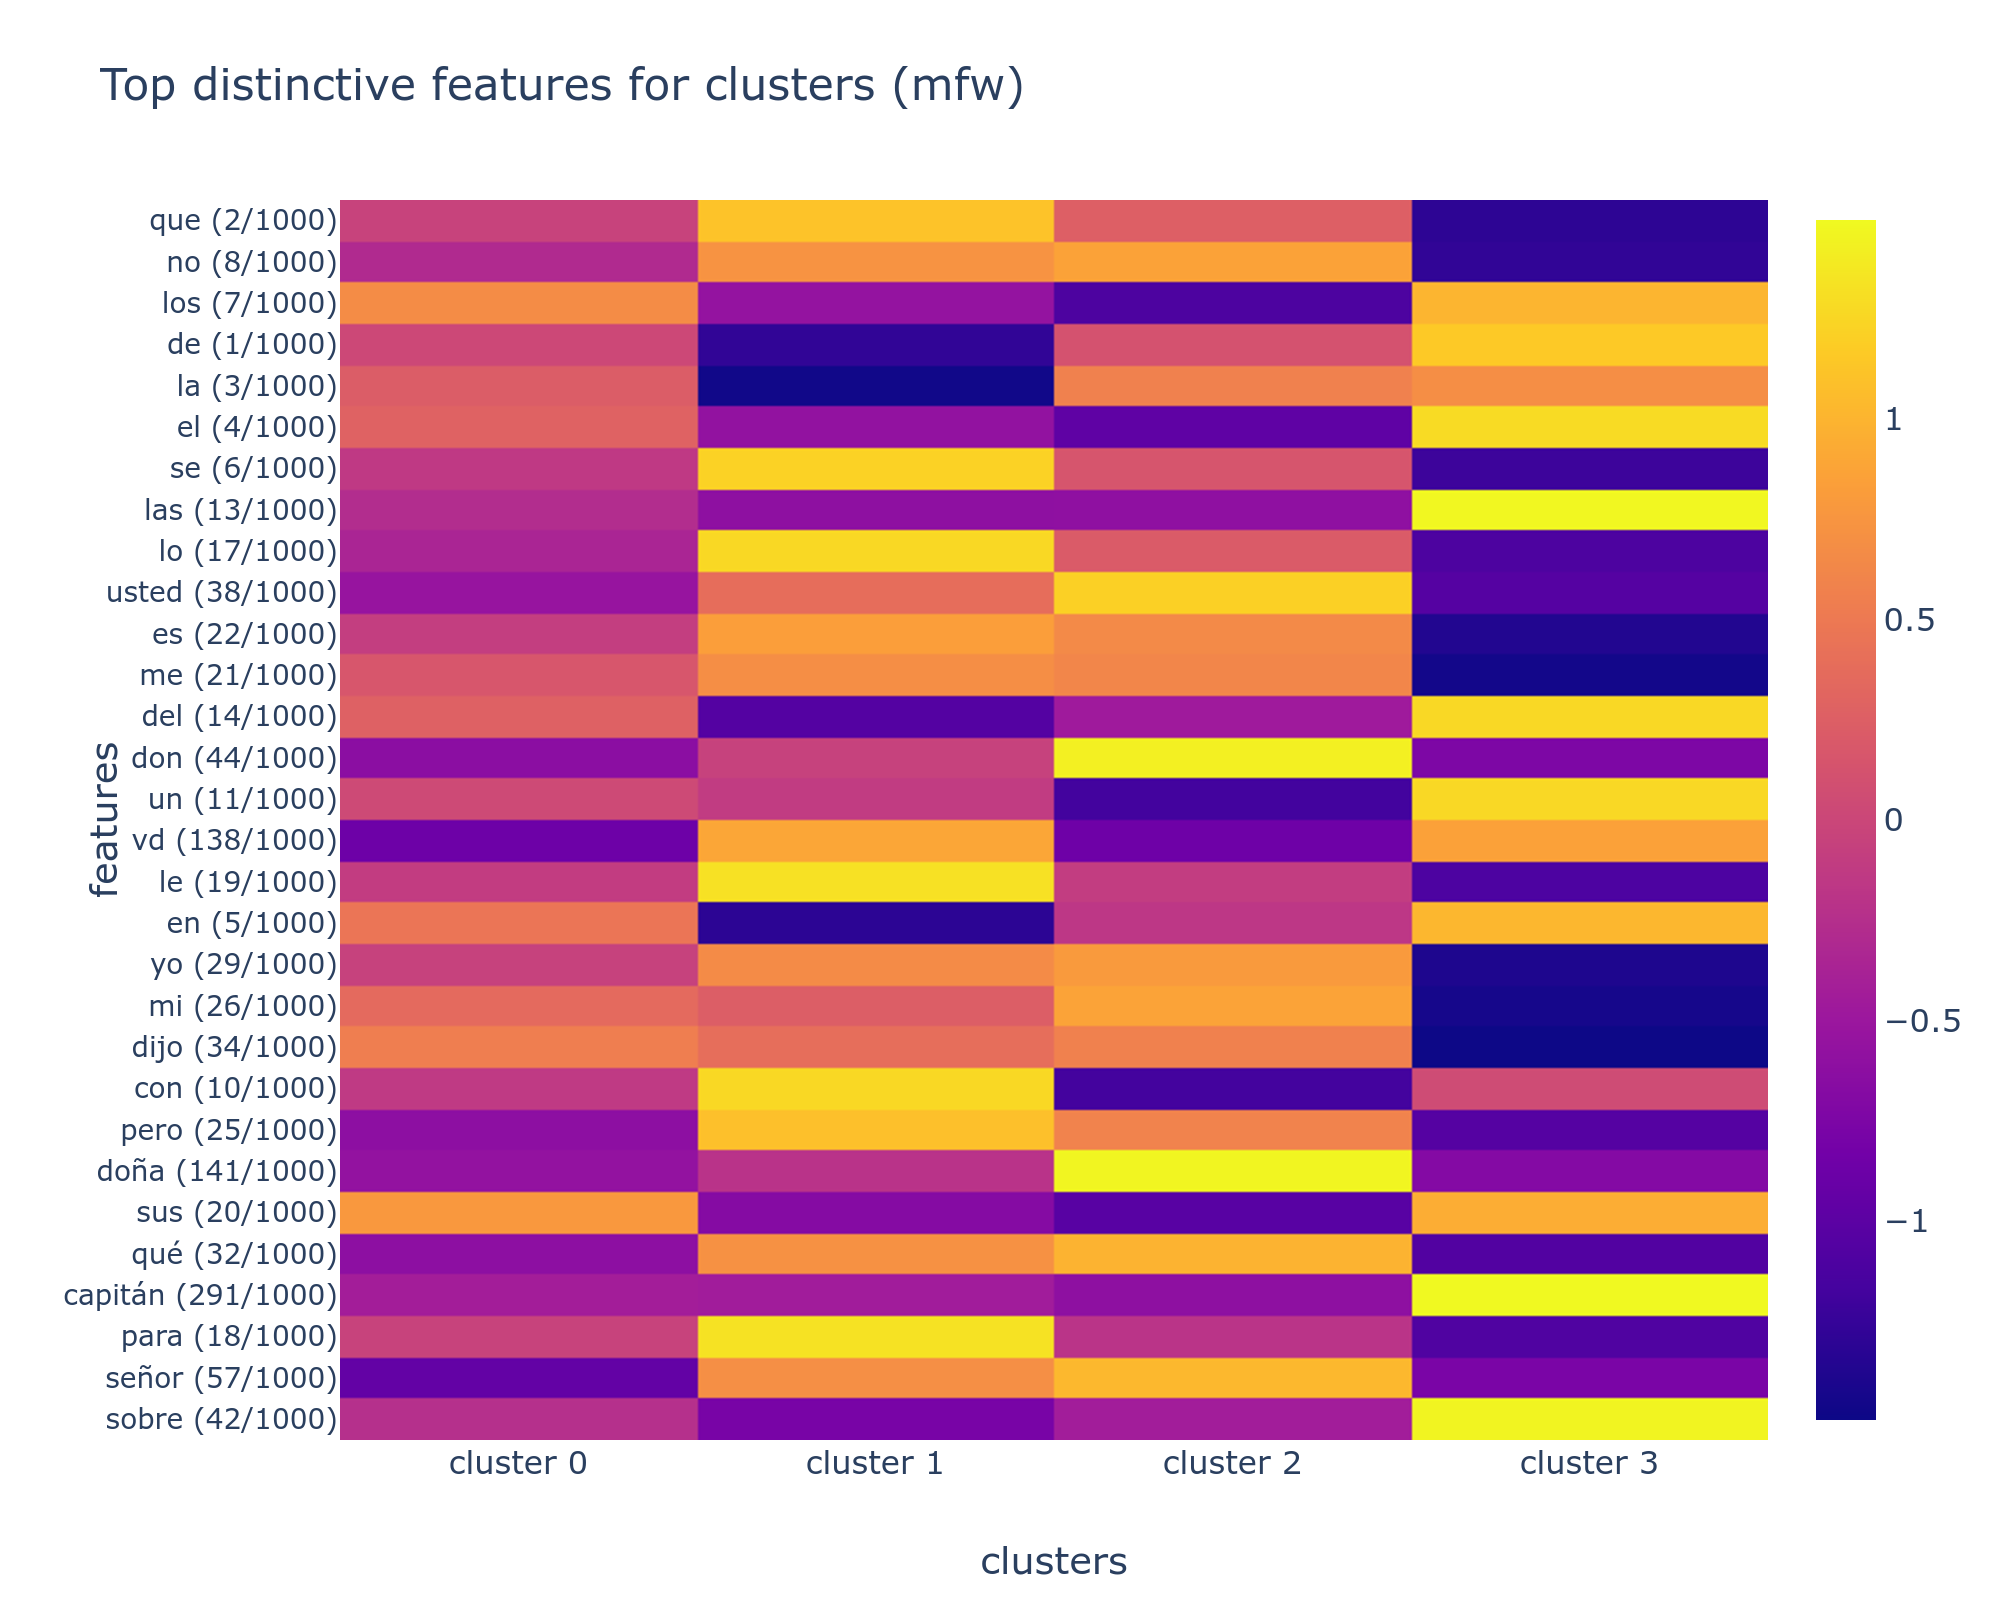 Top distinctive features for clusters (mfw)
que (2/1000)
no (8/1000)
los (7/1000)
de (1/1000)
la (3/1000)
el (4/1000)
se (6/1000)
las (13/1000)
lo (17/1000)
usted (38/1000)
es (22/1000)
me (21/1000)
del (14/1000)
don (44/1000)
un (11/1000)
vd (138/1000)
le (19/1000)
en (5/1000)
yo (29/1000)
mi (26/1000)
dijo (34/1000)
con (10/1000)
pero (25/1000)
doña (141/1000)
sus (20/1000)
qué (32/1000)
capitán (291/1000)
para (18/1000)
señor (57/1000)
sobre (42/1000)
features
cluster 0
cluster 1
cluster 2
cluster 3
clusters
1
0.5
0
−0.5
−1